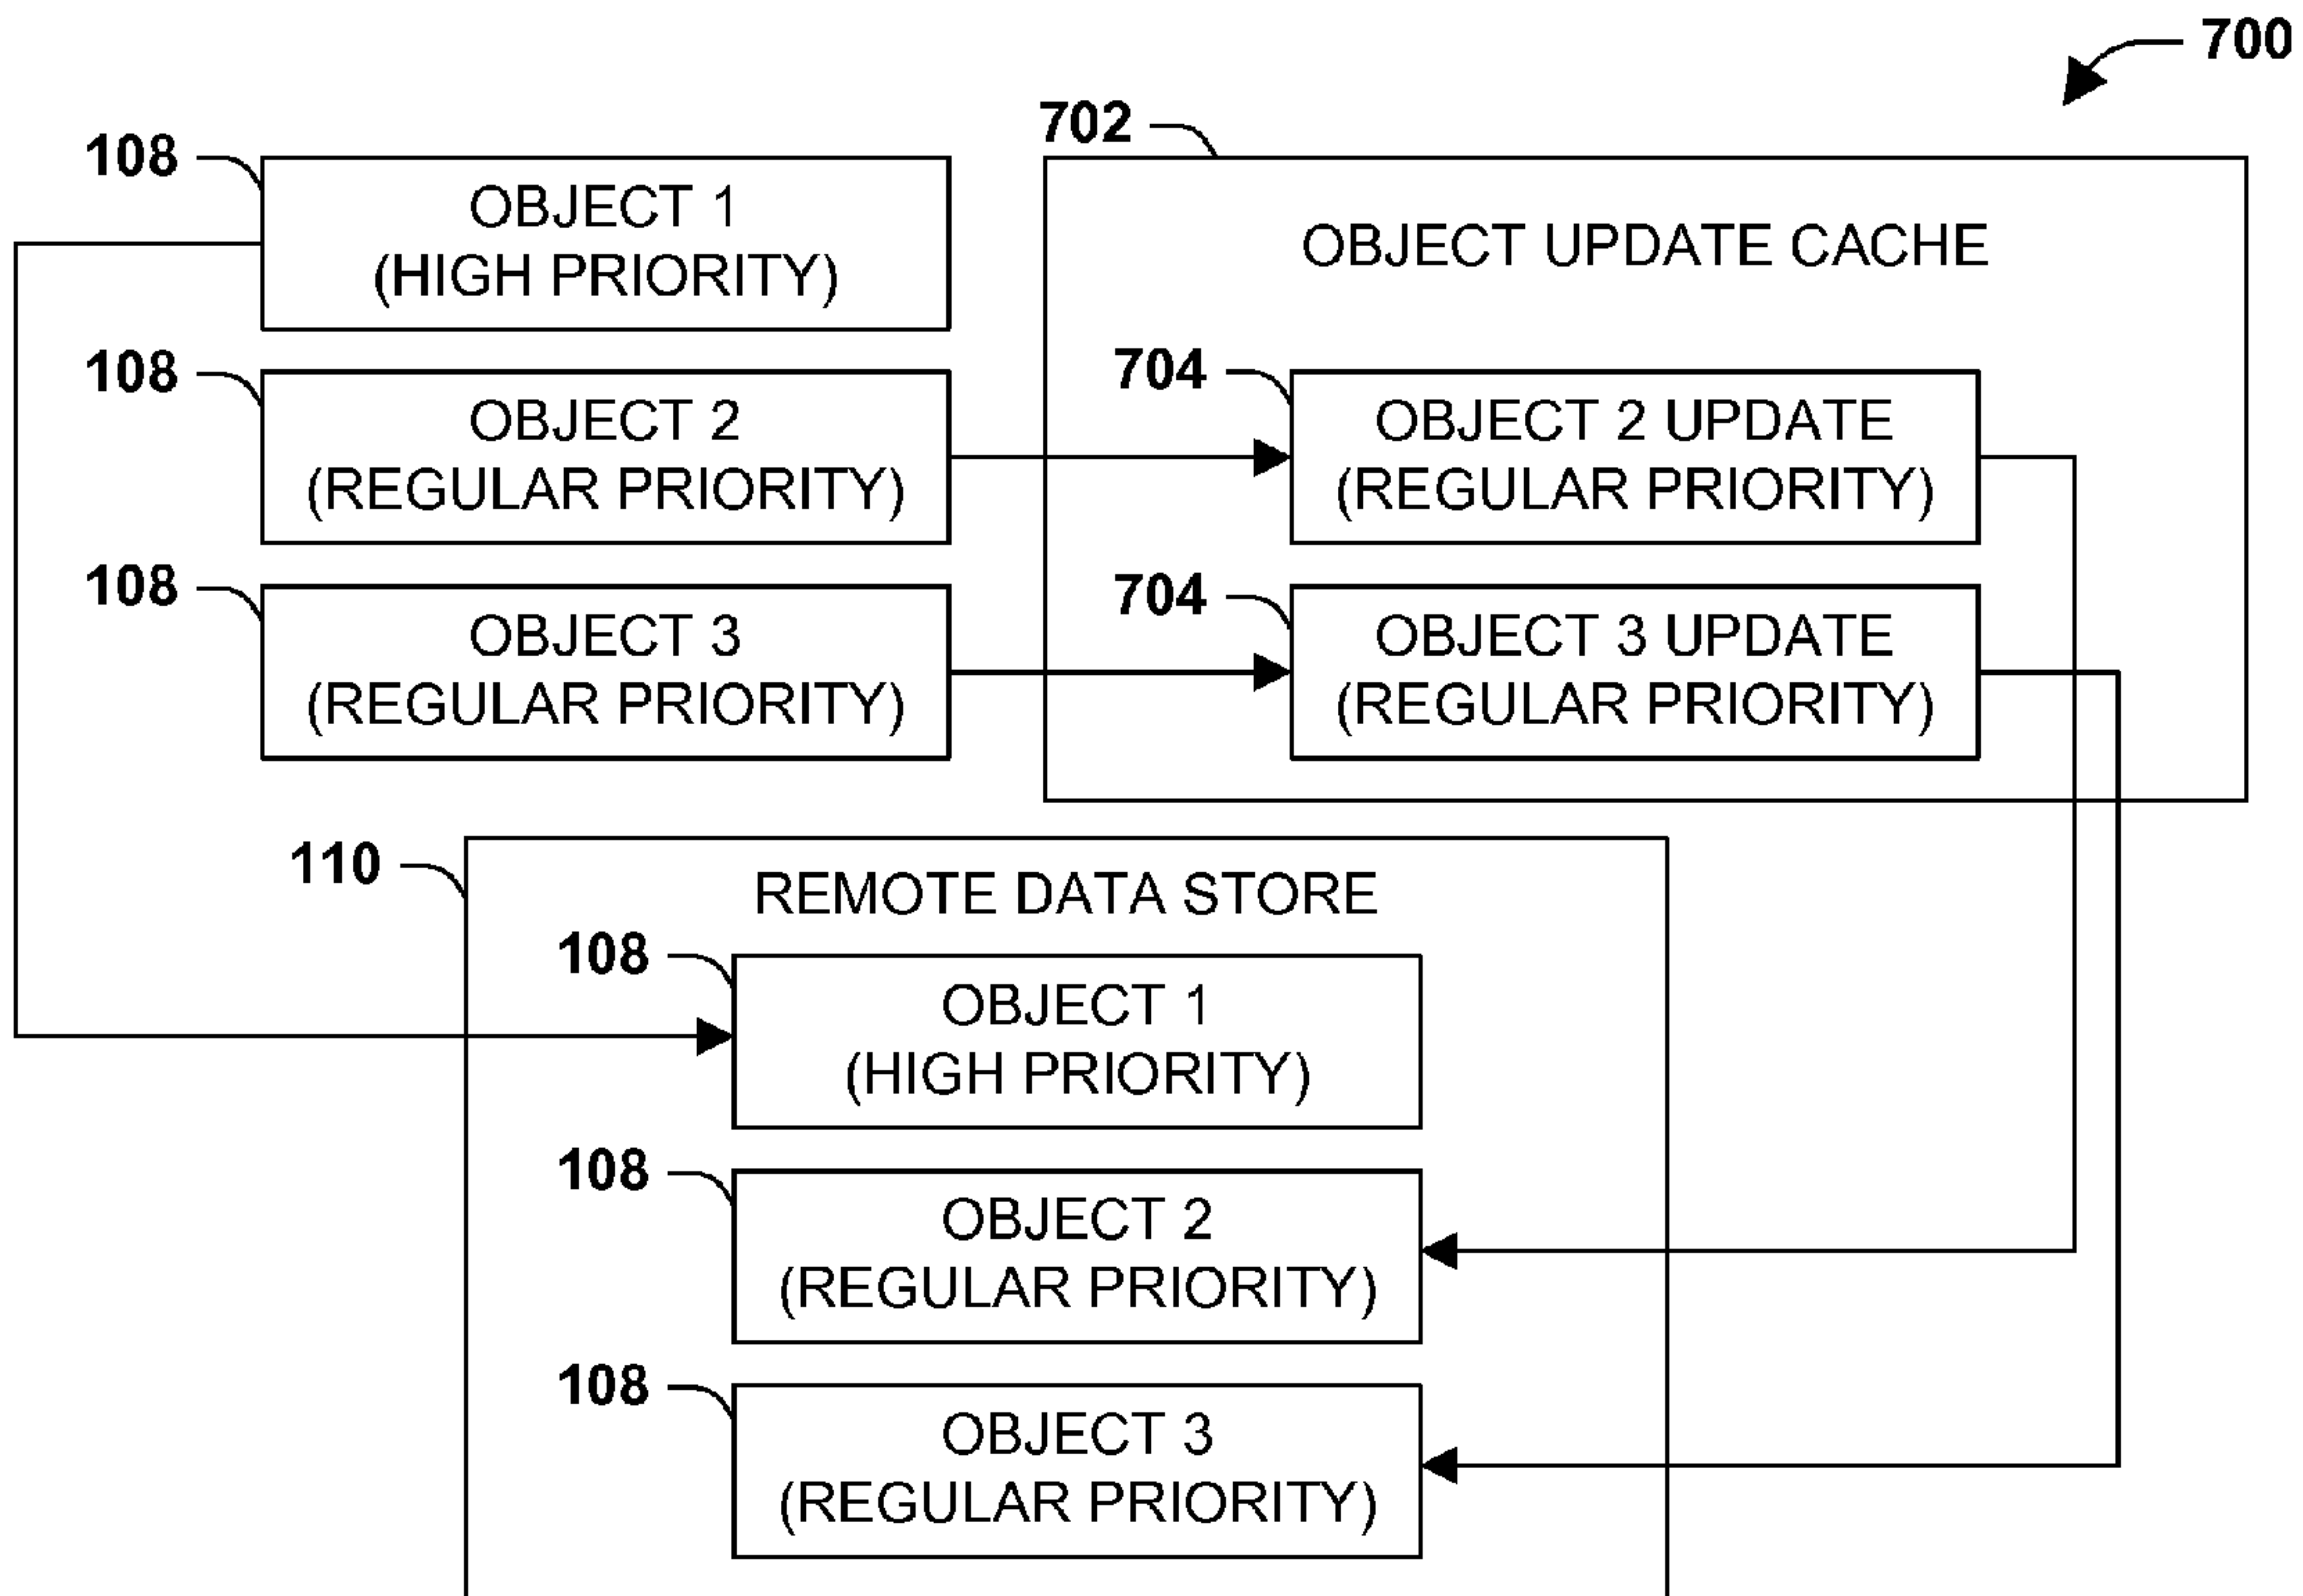 700
702
108
OBJECT 1
(HIGH PRIORITY)
OBJECT UPDATE CACHE
108
OBJECT 2
(REGULAR PRIORITY)
704
OBJECT 2 UPDATE
(REGULAR PRIORITY)
108
OBJECT 3
(REGULAR PRIORITY)
704
OBJECT 3 UPDATE
(REGULAR PRIORITY)
110
REMOTE DATA STORE
108
OBJECT 1
(HIGH PRIORITY)
108
OBJECT 2
(REGULAR PRIORITY)
108
OBJECT 3
(REGULAR PRIORITY)